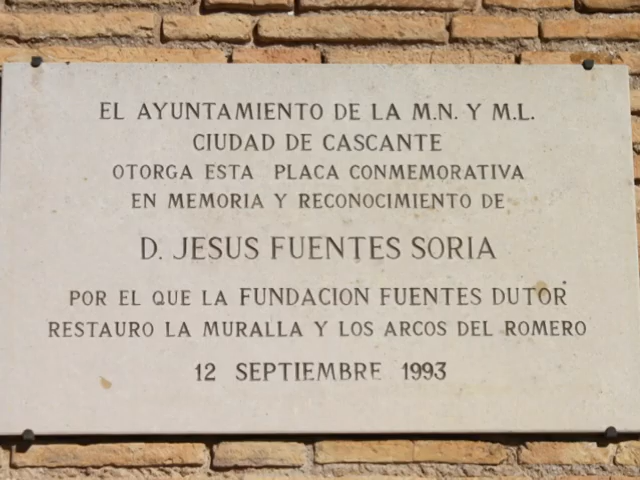 EL AYUNTAMIENTO DE LA M.N. Y M.L.
CIUDAD DE CASCANTE
OTORGA ESTA PLACA CONMEMORATIVA
EN MEMORIA Y RECONOCIMIENTO DE
D. JESUS FUENTES SORIA
POR EL QUE LA FUNDACION FUENTES DUTOR
RESTAURO LA MURALLA Y LOS ARCOS DEL ROMERO
12 SEPTIEMBRE 1993